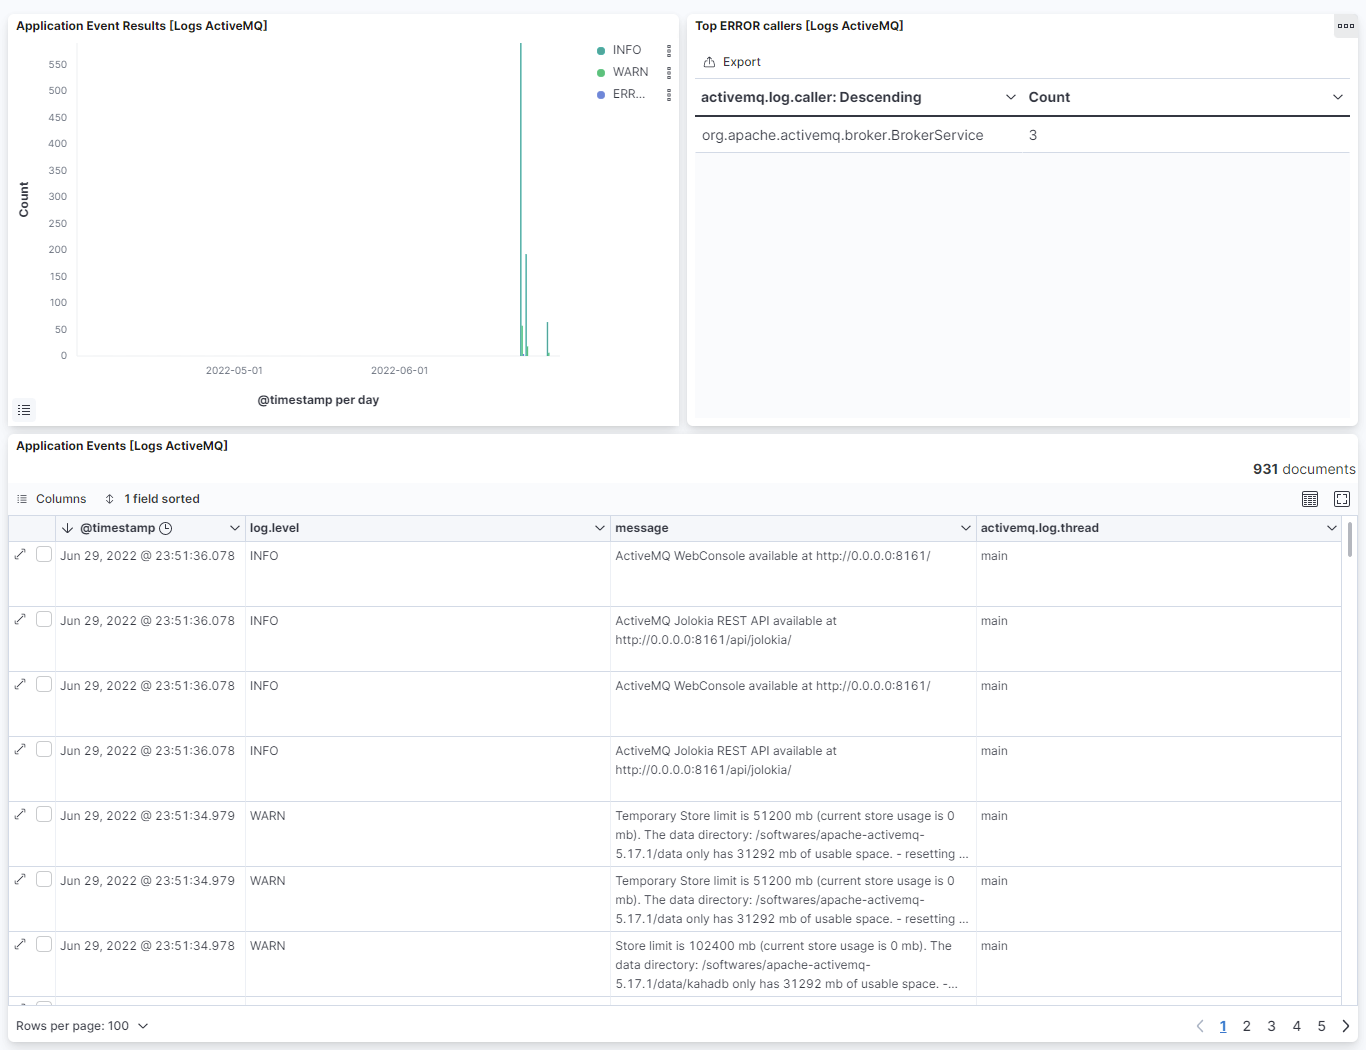 Application Event Results [Logs ActiveMQ]
550
500
450
400
350
300
250
200
150
100
50
0
Count
2022-05-01
2022-06-01
@timestamp per day
INFO
WARN
ERR...
Top ERROR callers [Logs ActiveMQ]
Export
activemq.log.caller: Descending Count
org.apache.activemq.broker.BrokerService 3
Application Events [Logs ActiveMQ]
931 documents
Columns 1 field sorted
@timestamp log.level message activemq.log.thread
Jun 29, 2022 @ 23:51:36.078 INFO ActiveMQ WebConsole available at http://0.0.0.0:8161/ main
Jun 29, 2022 @ 23:51:36.078 INFO ActiveMQ Jolokia REST API available at main
http://0.0.0.0:8161/api/jolokia/
Jun 29, 2022 @ 23:51:36.078 INFO ActiveMQ WebConsole available at http://0.0.0.0:8161/ main
Jun 29, 2022 @ 23:51:36.078 INFO ActiveMQ Jolokia REST API available at main
http://0.0.0.0:8161/api/jolokia/
Jun 29, 2022 @ 23:51:34.979 WARN Temporary Store limit is 51200 mb (current store usage is 0 main
mb). The data directory: /softwares/apache-activemq-
5.17.1/data only has 31292 mb of usable space. - resetting ...
Jun 29, 2022 @ 23:51:34.979 WARN Temporary Store limit is 51200 mb (current store usage is 0 main
mb). The data directory: /softwares/apache-activemq-
5.17.1/data only has 31292 mb of usable space. - resetting ...
Jun 29, 2022 @ 23:51:34.978 WARN Store limit is 102400 mb (current store usage is 0 mb). The main
data directory: /softwares/apache-activemq-
5.17.1/data/kahadb only has 31292 mb of usable space. -...
Rows per page: 100
1 2 3 4 5